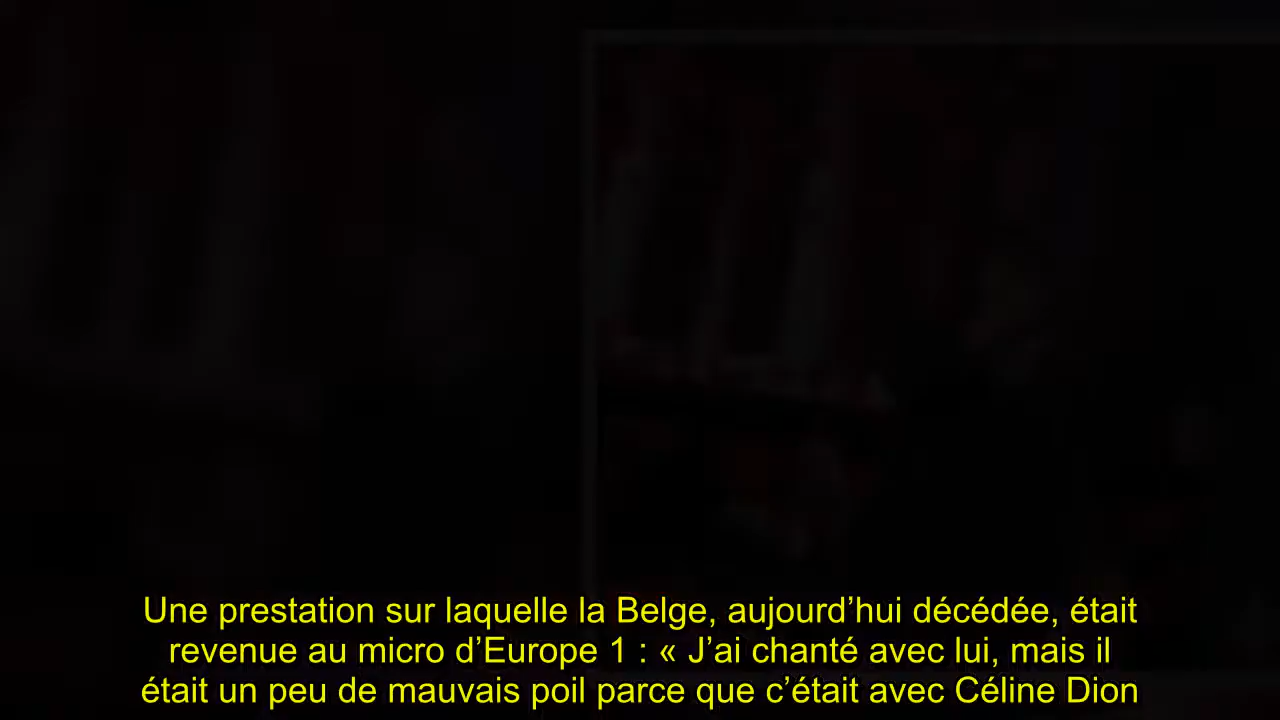 Une prestation sur laquelle la Belge, aujourd’hui décédée, était
revenue au micro d’Europe 1 : « J’ai chanté avec lui, mais il
était un peu de mauvais poil parce que c’était avec Céline Dion